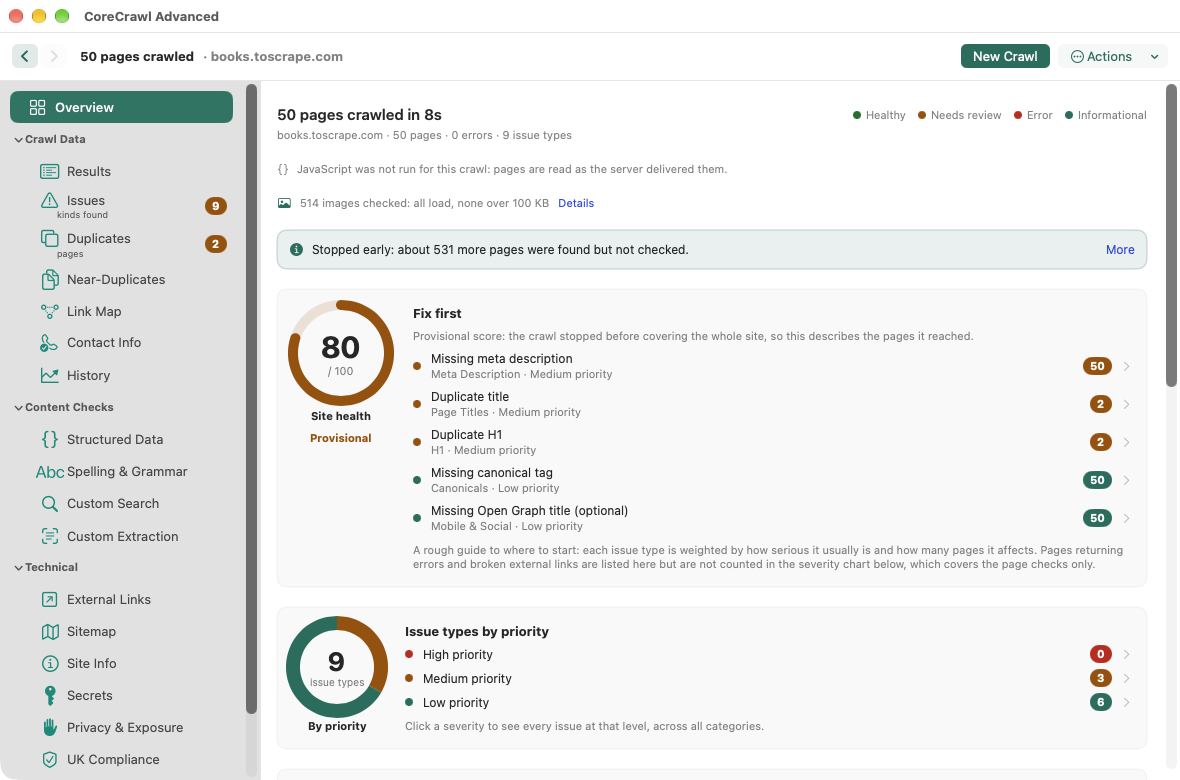 CoreCrawl Advanced
50 pages crawled · books.toscrape.com
New Crawl
Actions
Overview
Crawl Data
Results
Issues
kinds found
9
Duplicates
pages
2
Near-Duplicates
Link Map
Contact Info
History
Content Checks
{} Structured Data
Abc Spelling & Grammar
Custom Search
Custom Extraction
Technical
External Links
Sitemap
Site Info
Secrets
Privacy & Exposure
UK Compliance
50 pages crawled in 8s
Healthy Needs review Error Informational
books.toscrape.com · 50 pages · 0 errors · 9 issue types
{} JavaScript was not run for this crawl: pages are read as the server delivered them.
514 images checked: all load, none over 100 KB Details
Stopped early: about 531 more pages were found but not checked. More
80
/ 100
Site health
Provisional
Fix first
Provisional score: the crawl stopped before covering the whole site, so this describes the pages it reached.
Missing meta description
Meta Description · Medium priority
50
Duplicate title
Page Titles · Medium priority
2
Duplicate H1
H1 · Medium priority
2
Missing canonical tag
Canonicals · Low priority
50
Missing Open Graph title (optional)
Mobile & Social · Low priority
50
A rough guide to where to start: each issue type is weighted by how serious it usually is and how many pages it affects. Pages returning
errors and broken external links are listed here but are not counted in the severity chart below, which covers the page checks only.
9
issue types
By priority
Issue types by priority
High priority 0
Medium priority 3
Low priority 6
Click a severity to see every issue at that level, across all categories.